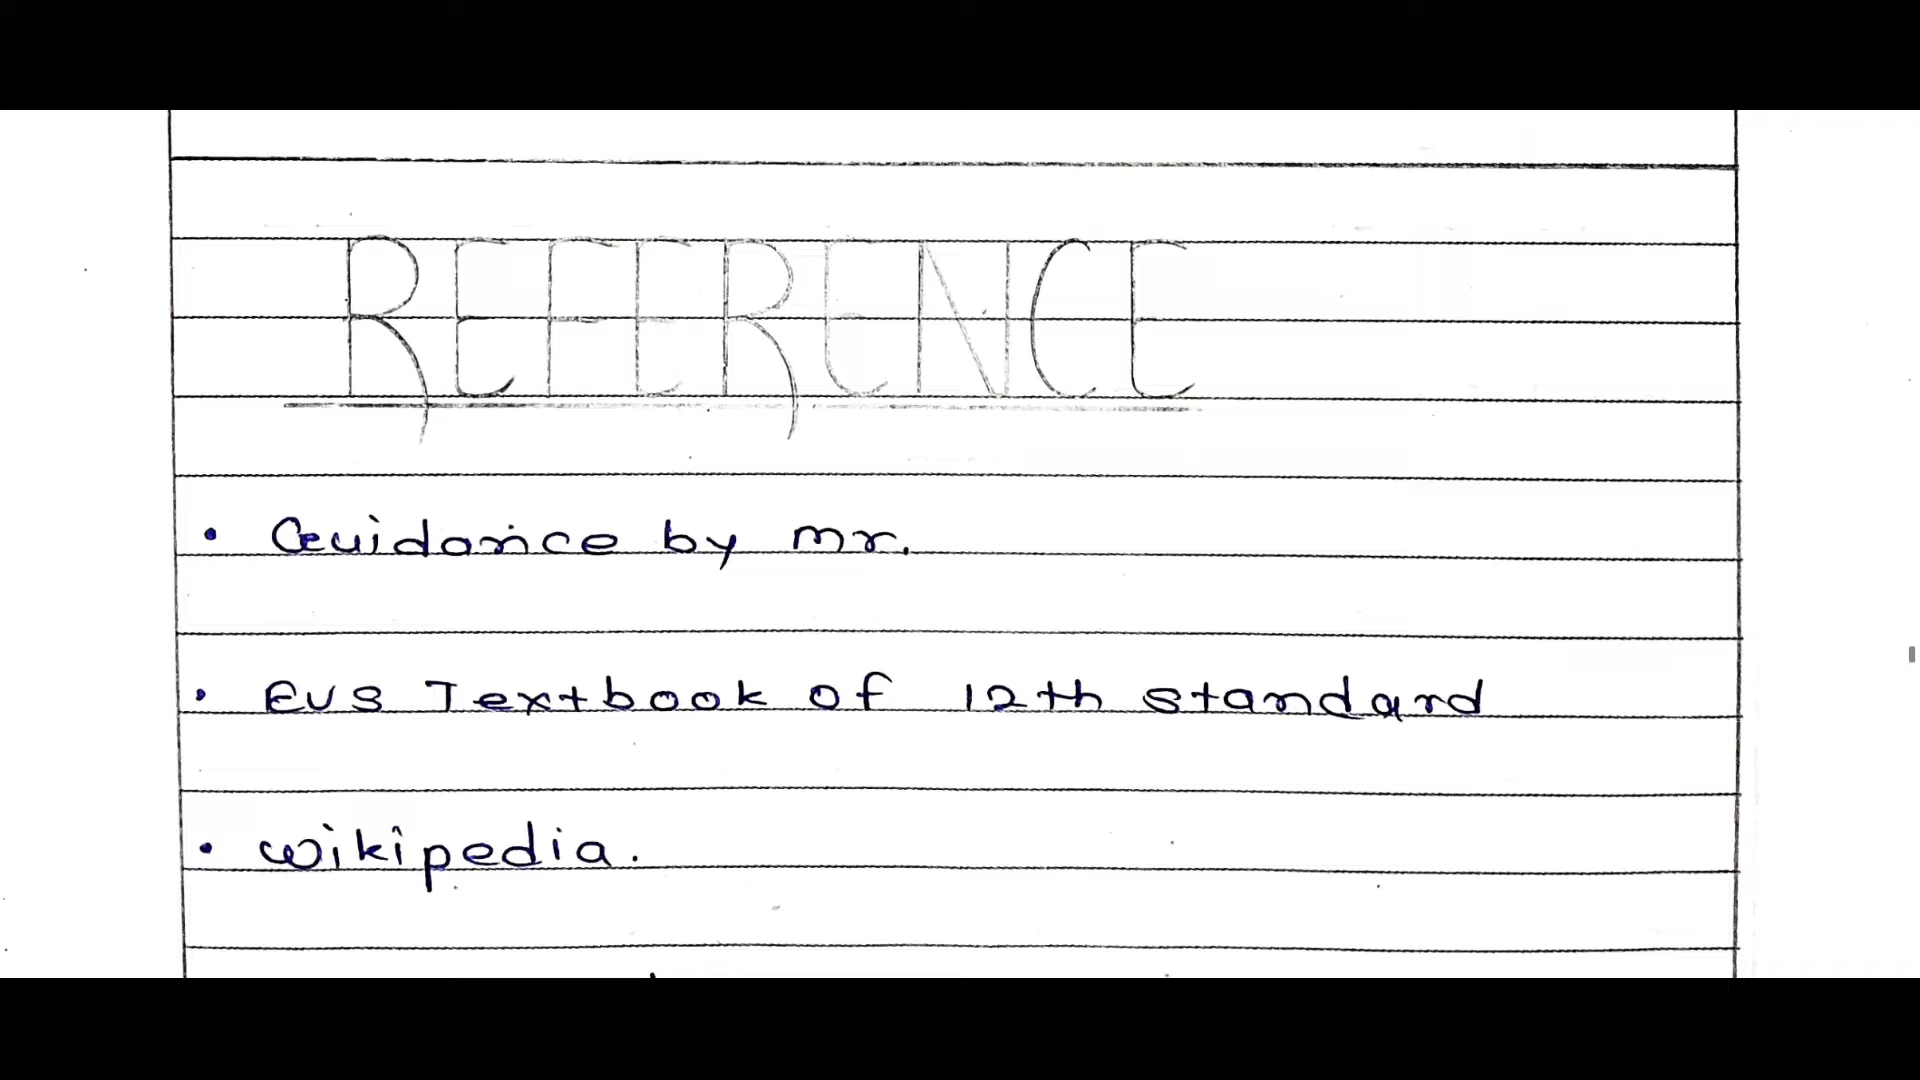 REFERENCE
• Guidance by mr.
• EVS Textbook of 12th standard
• wikipedia.